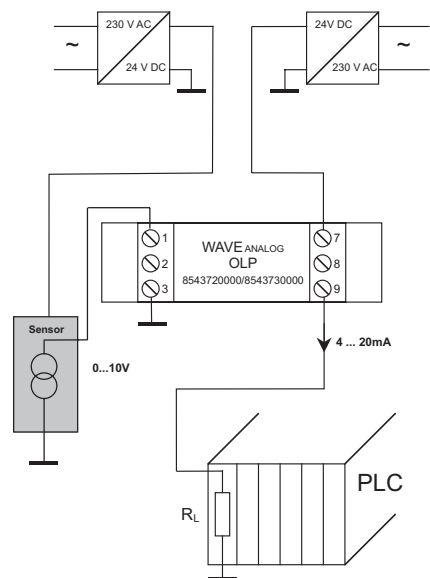 230 V AC
24V DC
~
~
24 V DC
230 V AC
1
7
WAVE ANALOG
2
OLP
8
8543720000/8543730000
3
9
Sensor
4 ... 20mA
0...10V
PLC
RL